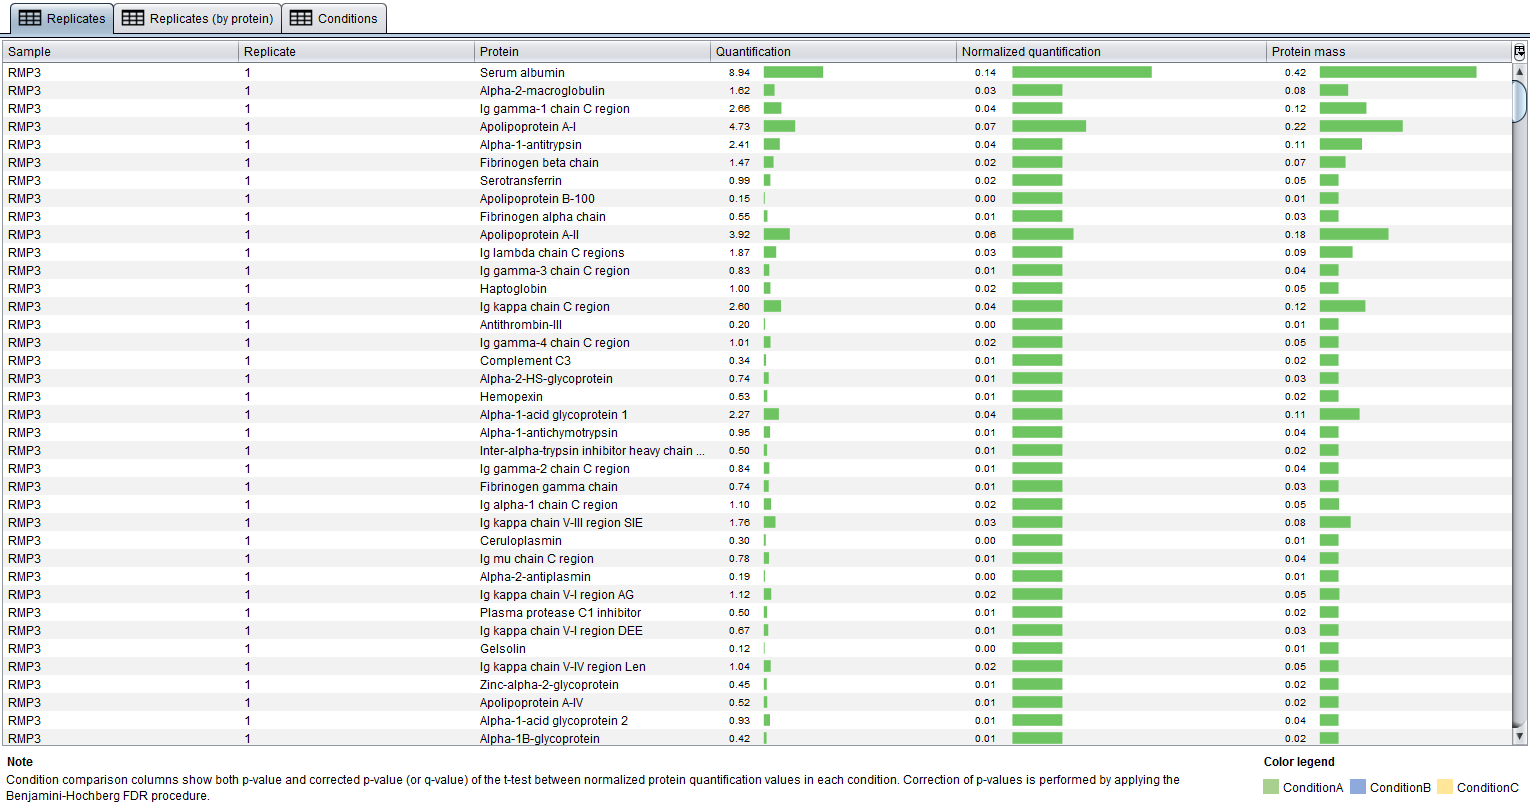 Replicates Replicates (by protein) Conditions
Sample Replicate Protein Quantification Normalized quantification Protein mass
RMP3 1 Serum albumin 8.94 0.14 0.42
RMP3 1 Alpha-2-macroglobulin 1.62 0.03 0.08
RMP3 1 Ig gamma-1 chain C region 2.66 0.04 0.12
RMP3 1 Apolipoprotein A-I 4.73 0.07 0.22
RMP3 1 Alpha-1-antitrypsin 2.41 0.04 0.11
RMP3 1 Fibrinogen beta chain 1.47 0.02 0.07
RMP3 1 Serotransferrin 0.99 0.02 0.05
RMP3 1 Apolipoprotein B-100 0.15 0.00 0.01
RMP3 1 Fibrinogen alpha chain 0.55 0.01 0.03
RMP3 1 Apolipoprotein A-II 3.92 0.06 0.18
RMP3 1 Ig lambda chain C regions 1.87 0.03 0.09
RMP3 1 Ig gamma-3 chain C region 0.83 0.01 0.04
RMP3 1 Haptoglobin 1.00 0.02 0.05
RMP3 1 Ig kappa chain C region 2.60 0.04 0.12
RMP3 1 Antithrombin-III 0.20 0.00 0.01
RMP3 1 Ig gamma-4 chain C region 1.01 0.02 0.05
RMP3 1 Complement C3 0.34 0.01 0.02
RMP3 1 Alpha-2-HS-glycoprotein 0.74 0.01 0.03
RMP3 1 Hemopexin 0.53 0.01 0.02
RMP3 1 Alpha-1-acid glycoprotein 1 2.27 0.04 0.11
RMP3 1 Alpha-1-antichymotrypsin 0.95 0.01 0.04
RMP3 1 Inter-alpha-trypsin inhibitor heavy chain ... 0.50 0.01 0.02
RMP3 1 Ig gamma-2 chain C region 0.84 0.01 0.04
RMP3 1 Fibrinogen gamma chain 0.74 0.01 0.03
RMP3 1 Ig alpha-1 chain C region 1.10 0.02 0.05
RMP3 1 Ig kappa chain V-III region SIE 1.76 0.03 0.08
RMP3 1 Ceruloplasmin 0.30 0.00 0.01
RMP3 1 Ig mu chain C region 0.78 0.01 0.04
RMP3 1 Alpha-2-antiplasmin 0.19 0.00 0.01
RMP3 1 Ig kappa chain V-I region AG 1.12 0.02 0.05
RMP3 1 Plasma protease C1 inhibitor 0.50 0.01 0.02
RMP3 1 Ig kappa chain V-I region DEE 0.67 0.01 0.03
RMP3 1 Gelsolin 0.12 0.00 0.01
RMP3 1 Ig kappa chain V-IV region Len 1.04 0.02 0.05
RMP3 1 Zinc-alpha-2-glycoprotein 0.45 0.01 0.02
RMP3 1 Apolipoprotein A-IV 0.52 0.01 0.02
RMP3 1 Alpha-1-acid glycoprotein 2 0.93 0.01 0.04
RMP3 1 Alpha-1B-glycoprotein 0.42 0.01 0.02
Note
Condition comparison columns show both p-value and corrected p-value (or q-value) of the t-test between normalized protein quantification values in each condition. Correction of p-values is performed by applying the
Benjamini-Hochberg FDR procedure.
Color legend
ConditionA ConditionB ConditionC